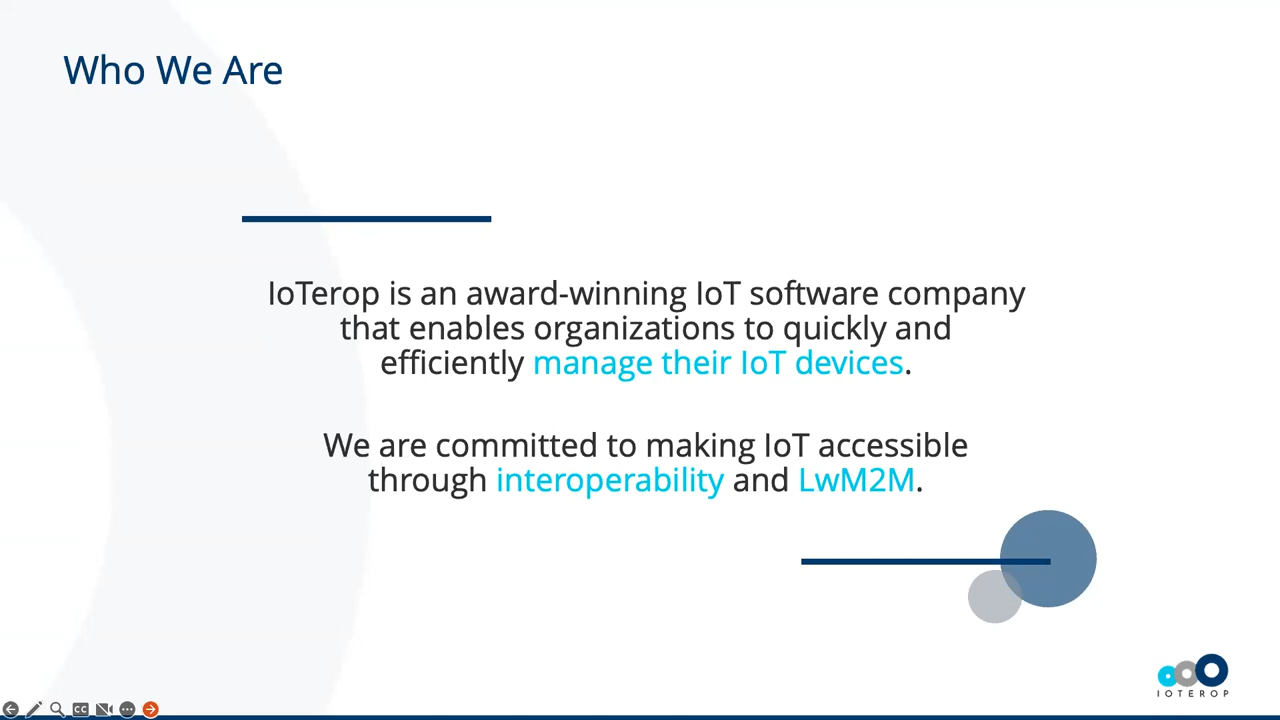 Who We Are
IoTerop is an award-winning IoT software company
that enables organizations to quickly and
efficiently manage their IoT devices.
We are committed to making IoT accessible
through interoperability and LwM2M.
IOTEROP
CC